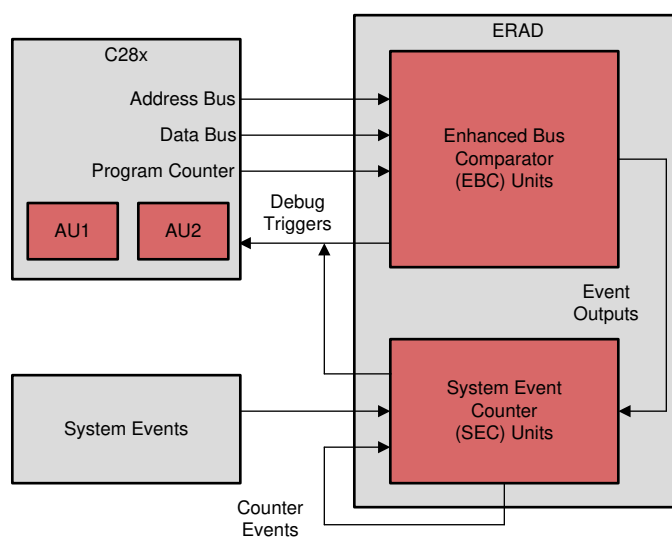 ERAD
C28x
Address Bus
Data Bus
Program Counter
AU1
AU2
Enhanced Bus
Comparator
(EBC) Units
Debug
Triggers
Event
Outputs
System Events
System Event
Counter
(SEC) Units
Counter
Events